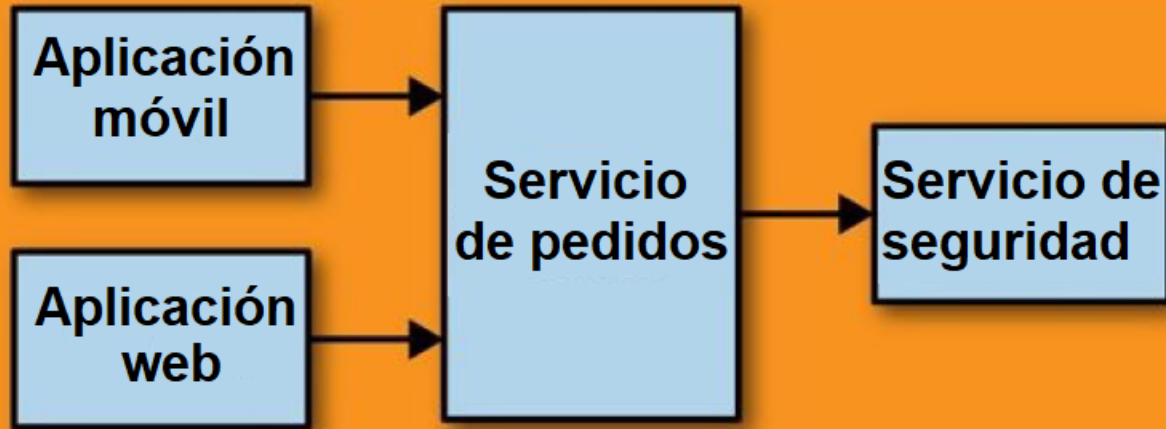 Aplicación
móvil
Aplicación
web
Servicio
de pedidos
Servicio de
seguridad